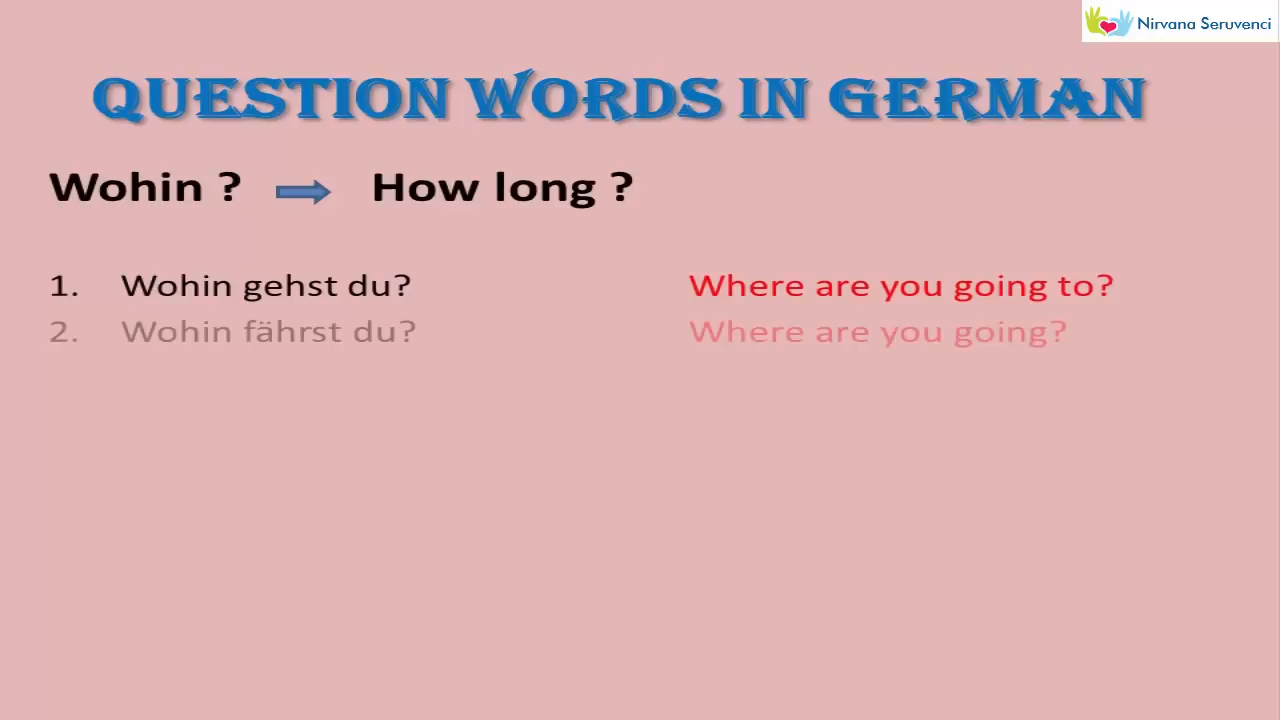 Nirvana Seruvenci
QUESTION WORDS IN GERMAN
Wohin ? How long ?
1. Wohin gehst du? Where are you going to?
2. Wohin fährst du? Where are you going?